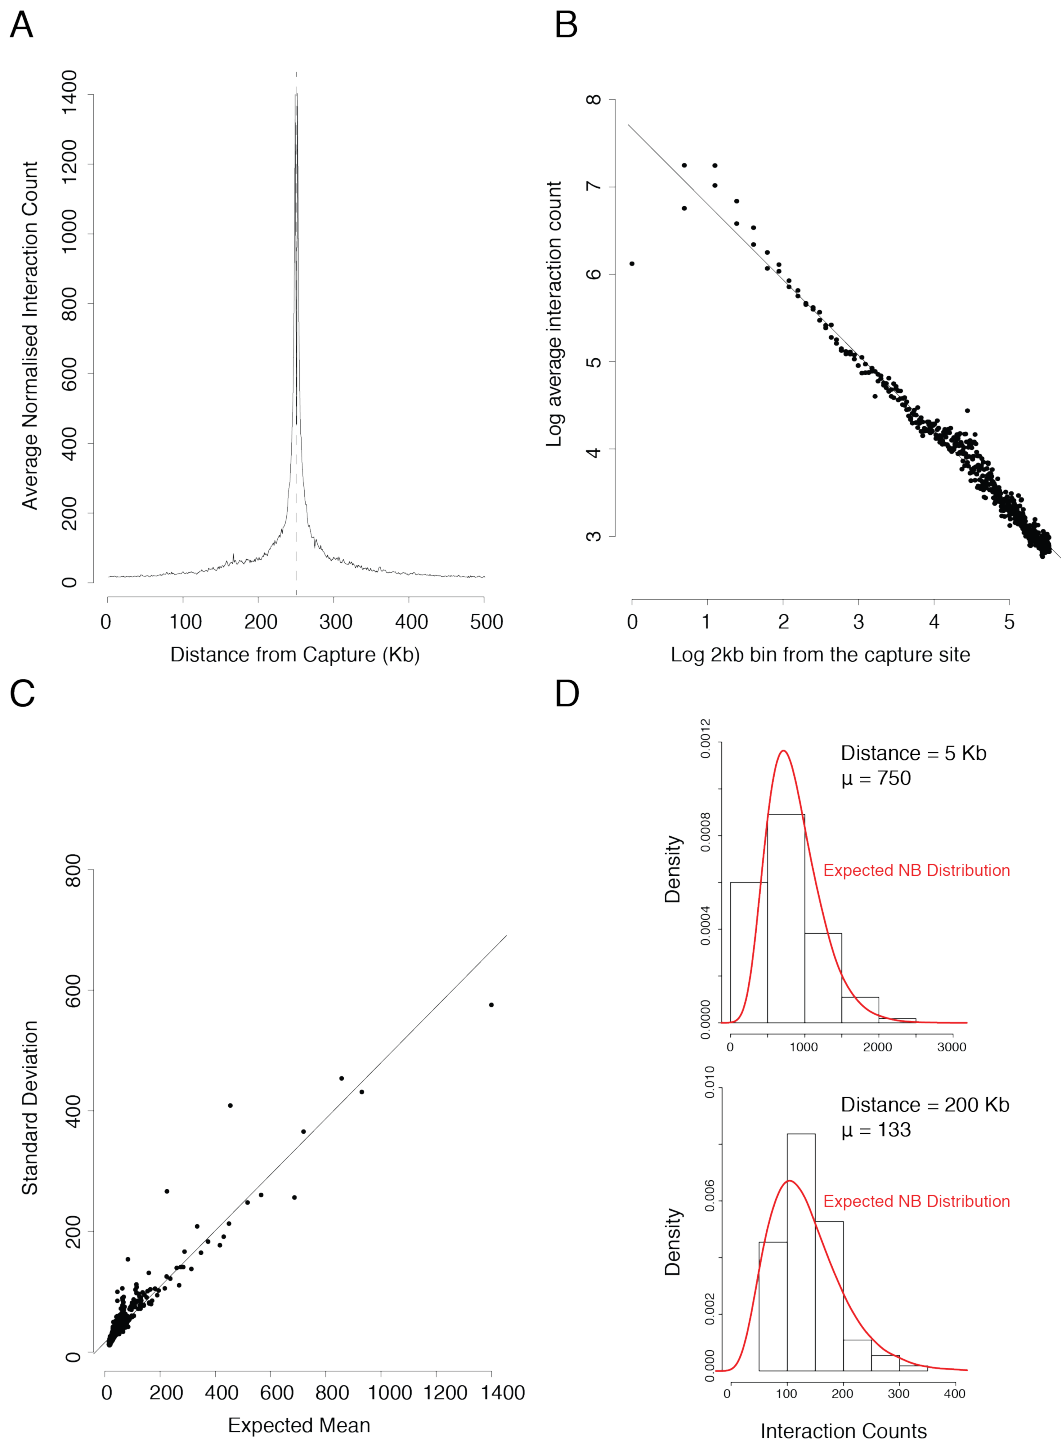 A
B
1400
1200
1000
800
600
400
200
0
Average Normalised Interaction Count
0 100 200 300 400 500
Distance from Capture (Kb)
8
7
6
5
4
3
Log average interaction count
0 1 2 3 4 5
Log 2kb bin from the capture site
C
D
800
600
400
200
0
Standard Deviation
0 200 400 600 800 1000 1200 1400
Expected Mean
0.0012
0.0008
0.0004
0.0000
Density
Distance = 5 Kb
μ = 750
Expected NB Distribution
0 1000 2000 3000
0.010
0.006
0.002
0.000
Density
Distance = 200 Kb
μ = 133
Expected NB Distribution
0 100 200 300 400
Interaction Counts